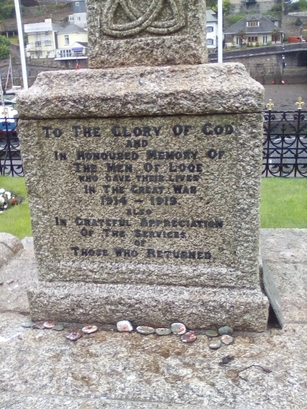 To The Glory Of God
And
In Honoured Memory Of
The Men Of Looe
Who Gave Their Lives
In The Great War
1914 – 1919.
Also
In Grateful Appreciation
Of The Services
Of
Those Who Returned.